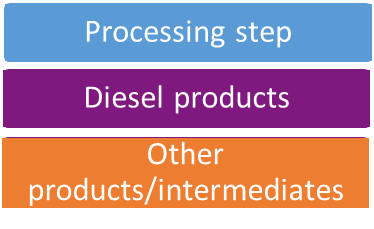 Processing step
Diesel products
Other
products/intermediates